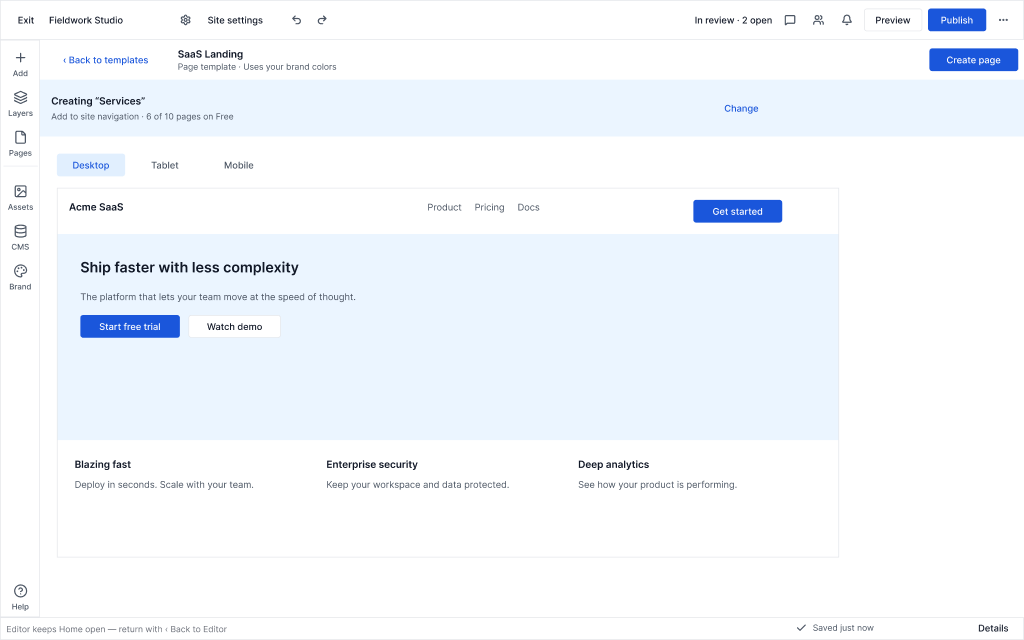 Exit Fieldwork Studio Site settings In review · 2 open Preview Publish
Add
Layers
Pages
Assets
CMS
Brand
Help
‹ Back to templates
SaaS Landing
Page template · Uses your brand colors
Create page
Creating “Services”
Add to site navigation · 6 of 10 pages on Free
Change
Desktop Tablet Mobile
Acme SaaS Product Pricing Docs Get started
Ship faster with less complexity
The platform that lets your team move at the speed of thought.
Start free trial Watch demo
Blazing fast
Deploy in seconds. Scale with your team.
Enterprise security
Keep your workspace and data protected.
Deep analytics
See how your product is performing.
Editor keeps Home open — return with ‹ Back to Editor Saved just now Details